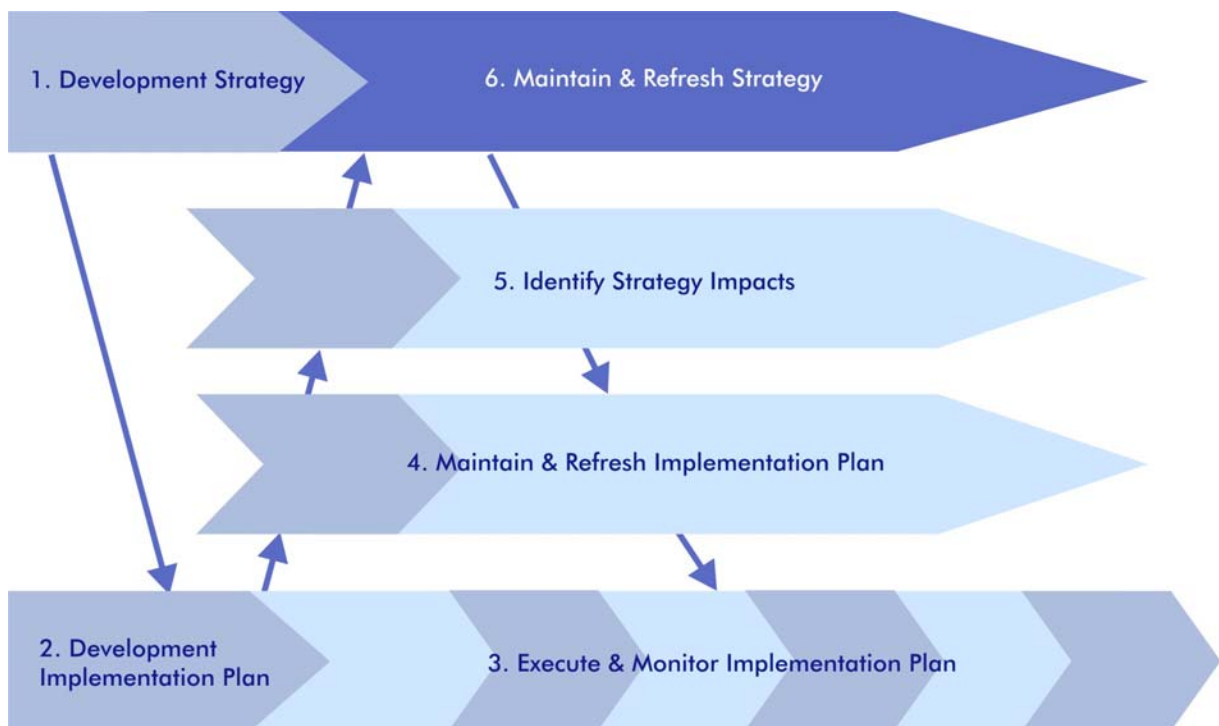 1. Development Strategy
6. Maintain & Refresh Strategy
5. Identify Strategy Impacts
4. Maintain & Refresh Implementation Plan
2. Development
Implementation Plan
3. Execute & Monitor Implementation Plan